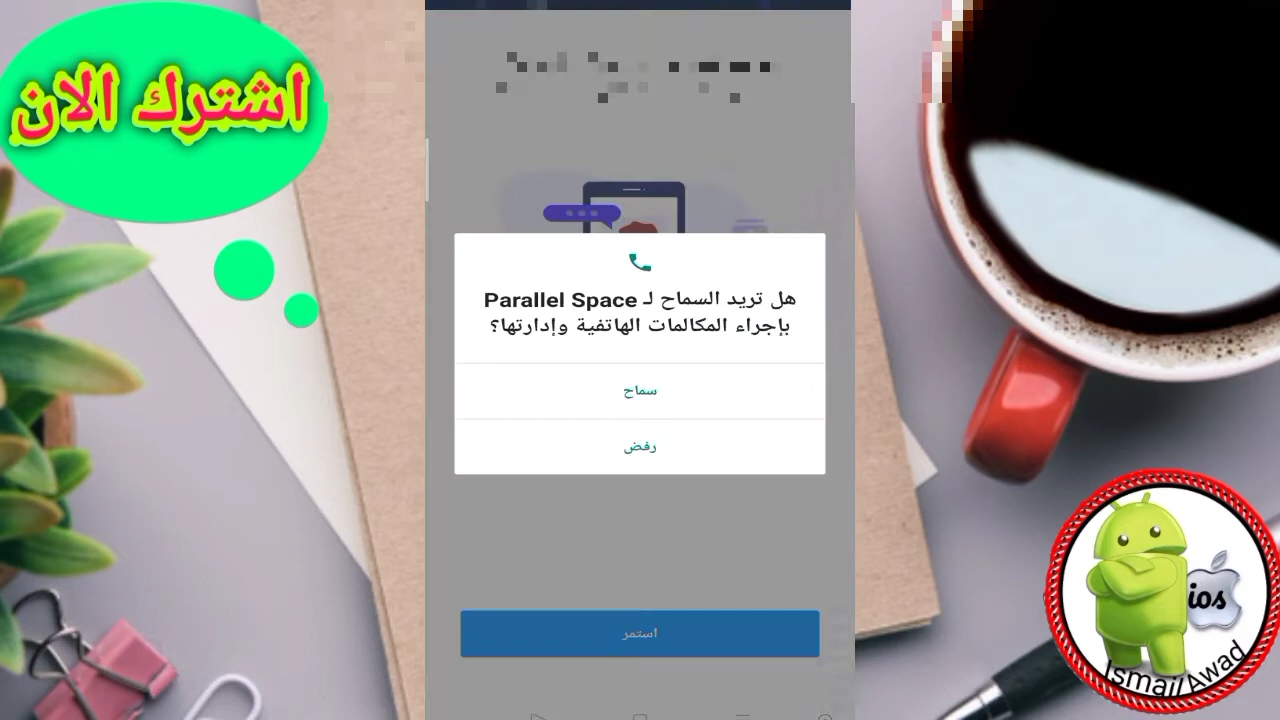 اشترك الان
هل تريد السماح لـ Parallel Space
بإجراء المكالمات الهاتفية وإدارتها؟
سماح
رفض
استمر
ios
Ismail Awad